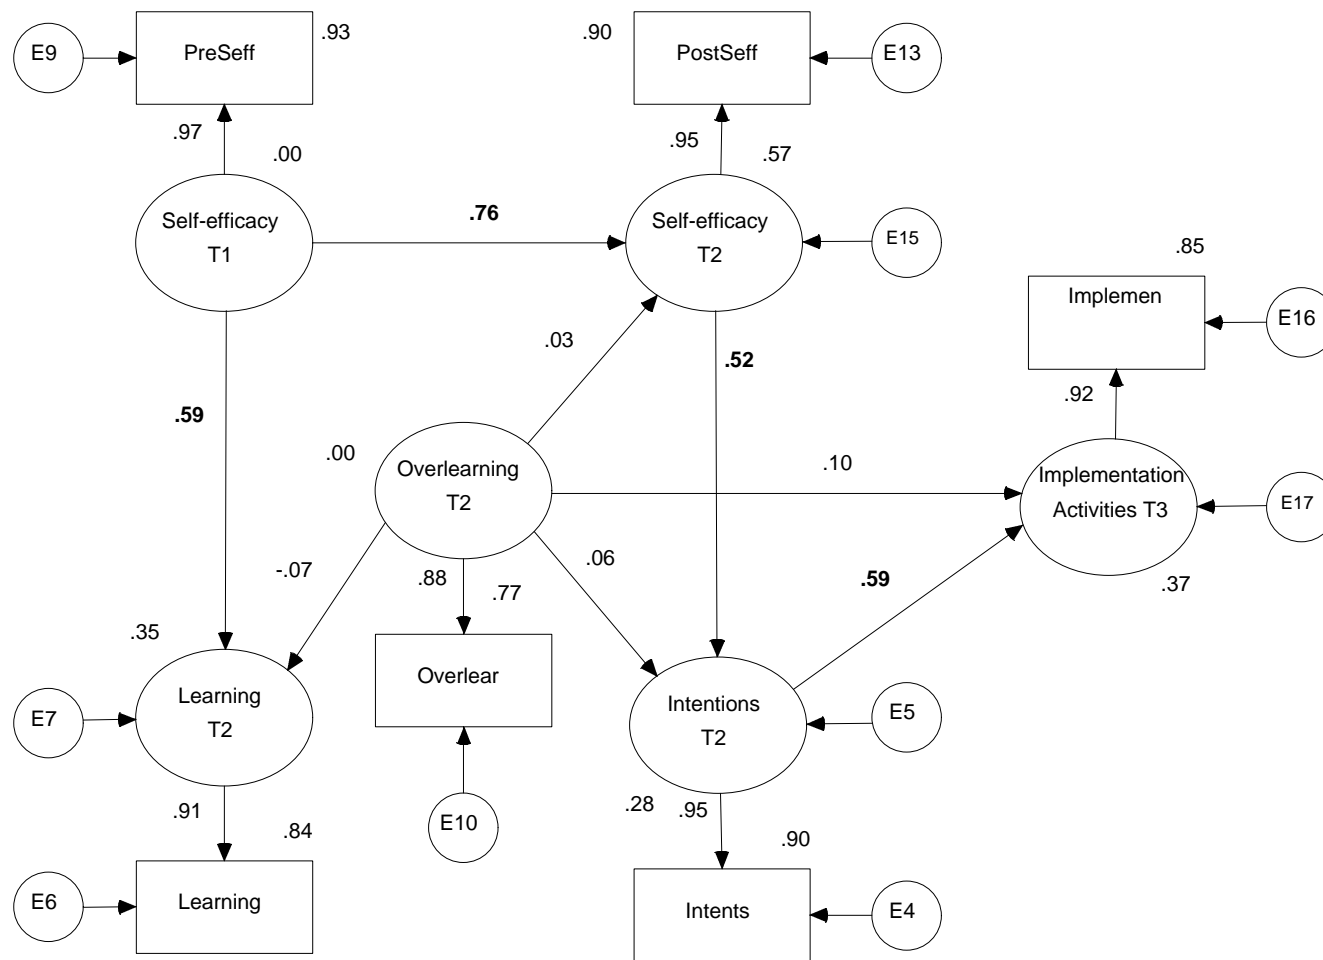 E9
PreSeff
.93
.90
PostSeff
E13
.97
.00
.95
.57
Self-efficacy
T1
.76
Self-efficacy
T2
E15
.85
Implemen
E16
.03
.52
.92
.59
.00
Overlearning
T2
.10
Implementation
Activities T3
E17
-.07
.88
.77
.06
.59
.37
.35
Overlear
Learning
T2
E7
Intentions
T2
E5
.91
.84
E10
.28
.95
.90
E6
Learning
Intents
E4